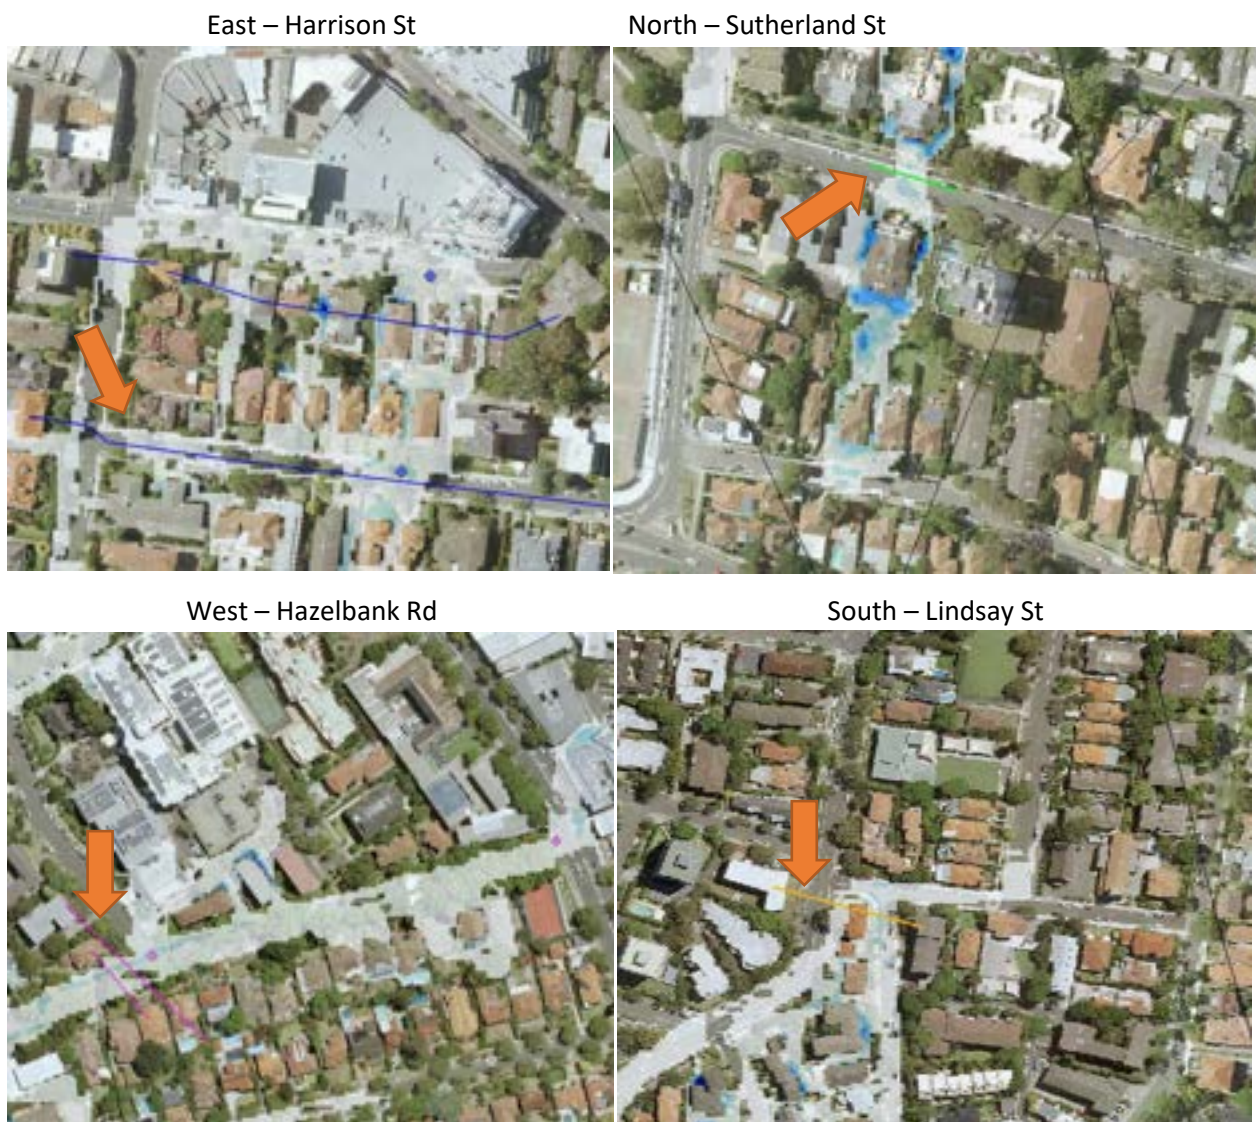 East – Harrison St
North – Sutherland St
West – Hazelbank Rd
South – Lindsay St